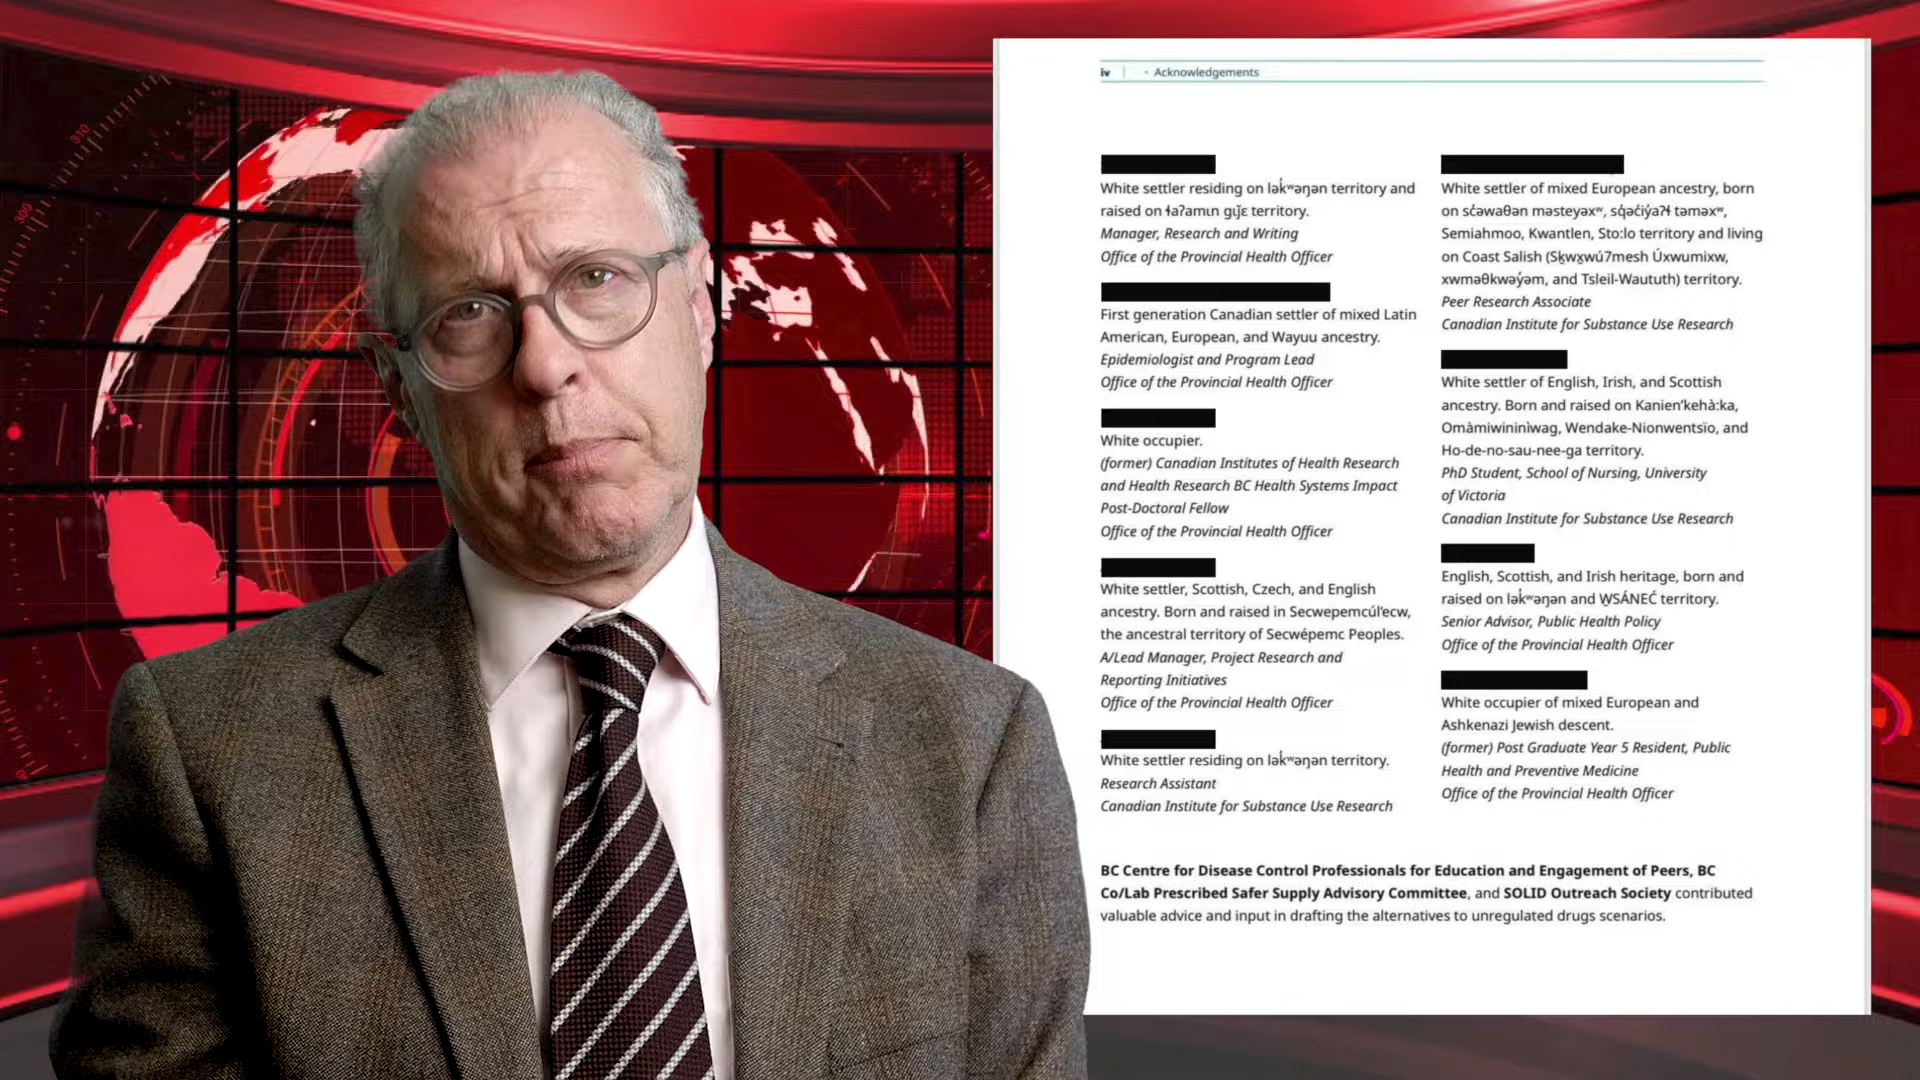 iv | • Acknowledgements
White settler residing on lək̓ʷəŋən territory and
raised on ɬaʔamɩn gɩǰɛ territory.
Manager, Research and Writing
Office of the Provincial Health Officer
First generation Canadian settler of mixed Latin
American, European, and Wayuu ancestry.
Epidemiologist and Program Lead
Office of the Provincial Health Officer
White occupier.
(former) Canadian Institutes of Health Research
and Health Research BC Health Systems Impact
Post-Doctoral Fellow
Office of the Provincial Health Officer
White settler, Scottish, Czech, and English
ancestry. Born and raised in Secwepemcúl'ecw,
the ancestral territory of Secwépemc Peoples.
A/Lead Manager, Project Research and
Reporting Initiatives
Office of the Provincial Health Officer
White settler residing on lək̓ʷəŋən territory.
Research Assistant
Canadian Institute for Substance Use Research
White settler of mixed European ancestry, born
on sc̓əwaθən məsteyəxʷ, sq̓əc̓iy̓aʔɬ təməxʷ,
Semiahmoo, Kwantlen, Sto:lo territory and living
on Coast Salish (Sḵwx̱wú7mesh Úxwumixw,
xwməθkwəy̓əm, and Tsleil-Waututh) territory.
Peer Research Associate
Canadian Institute for Substance Use Research
White settler of English, Irish, and Scottish
ancestry. Born and raised on Kanien'kehà:ka,
Omàmiwininìwag, Wendake-Nionwentsïo, and
Ho-de-no-sau-nee-ga territory.
PhD Student, School of Nursing, University
of Victoria
Canadian Institute for Substance Use Research
English, Scottish, and Irish heritage, born and
raised on lək̓ʷəŋən and W̱SÁNEĆ territory.
Senior Advisor, Public Health Policy
Office of the Provincial Health Officer
White occupier of mixed European and
Ashkenazi Jewish descent.
(former) Post Graduate Year 5 Resident, Public
Health and Preventive Medicine
Office of the Provincial Health Officer
BC Centre for Disease Control Professionals for Education and Engagement of Peers, BC
Co/Lab Prescribed Safer Supply Advisory Committee, and SOLID Outreach Society contributed
valuable advice and input in drafting the alternatives to unregulated drugs scenarios.
330
300